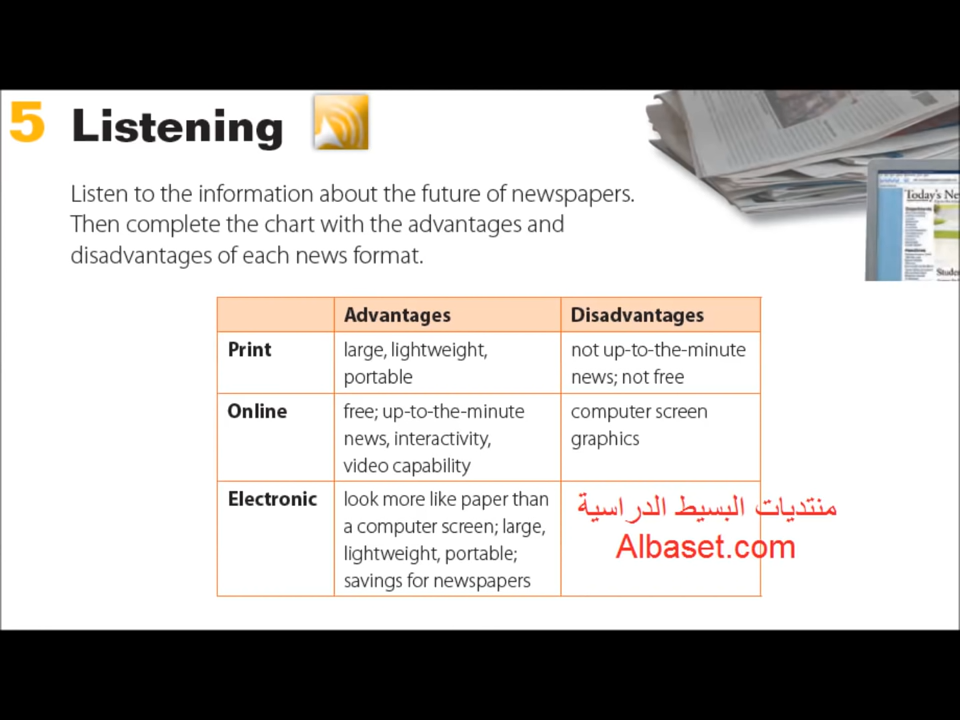 5 Listening
Listen to the information about the future of newspapers.
Then complete the chart with the advantages and
disadvantages of each news format.
Today's Ne
Advantages Disadvantages
Print large, lightweight, not up-to-the-minute
portable news; not free
Online free; up-to-the-minute computer screen
news, interactivity, graphics
video capability
Electronic look more like paper than
a computer screen; large,
lightweight, portable;
savings for newspapers
منتديات البسيط الدراسية
Albaset.com